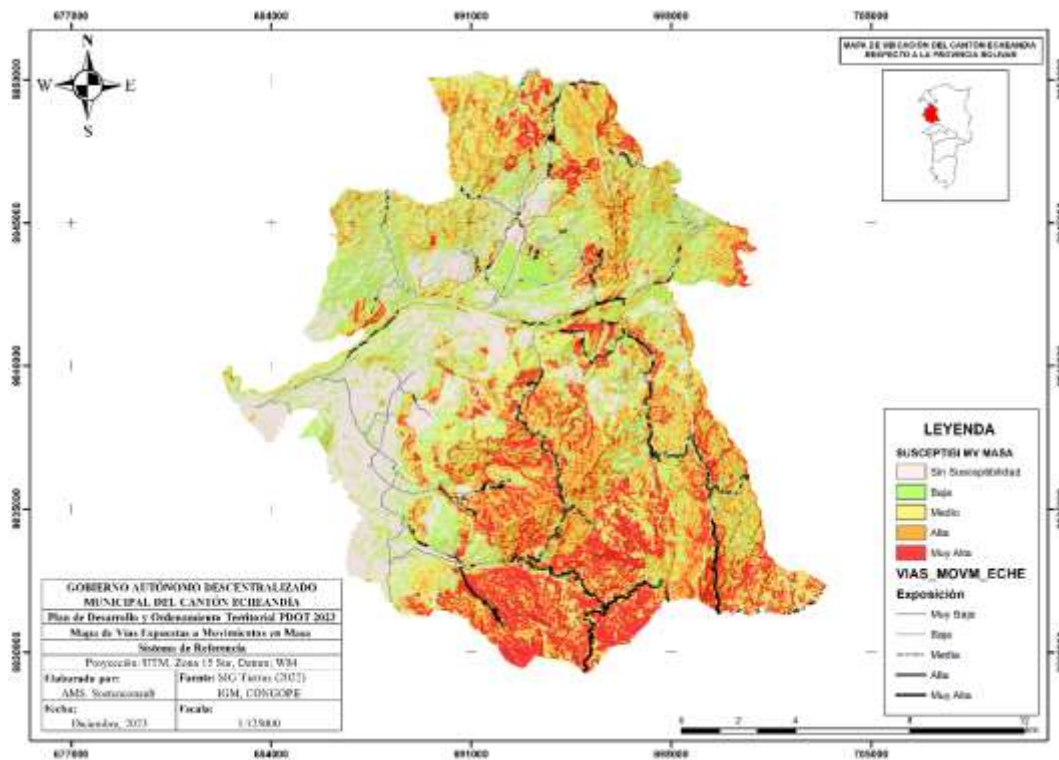 677000 684000 691000 698000 705000
MAPA DE UBICACIÓN DEL CANTÓN ECHEANDIA
RESPECTO A LA PROVINCIA BOLIVAR
N
W E
S
LEYENDA
SUSCEPTIBI MV MASA
Sin Susceptibilidad
Baja
Medio
Alta
Muy Alta
VIAS_MOVM_ECHE
Exposición
Muy Baja
Baja
Media
Alta
Muy Alta
GOBIERNO AUTÓNOMO DESCENTRALIZADO
MUNICIPAL DEL CANTÓN ECHEANDÍA
Plan de Desarrollo y Ordenamiento Territorial PDOT 2023
Mapa de Vías Expuestas a Movimientos en Masa
Sistema de Referencia
Proyección: UTM, Zona Sur, Datum:
Elaborado por: Fuente: SIG Tierras (2022)
AMS. IGM, CONGOPE
Fecha: Escala:
Diciembre, 2023
0 2 4 8 12
677000 684000 691000 698000 705000